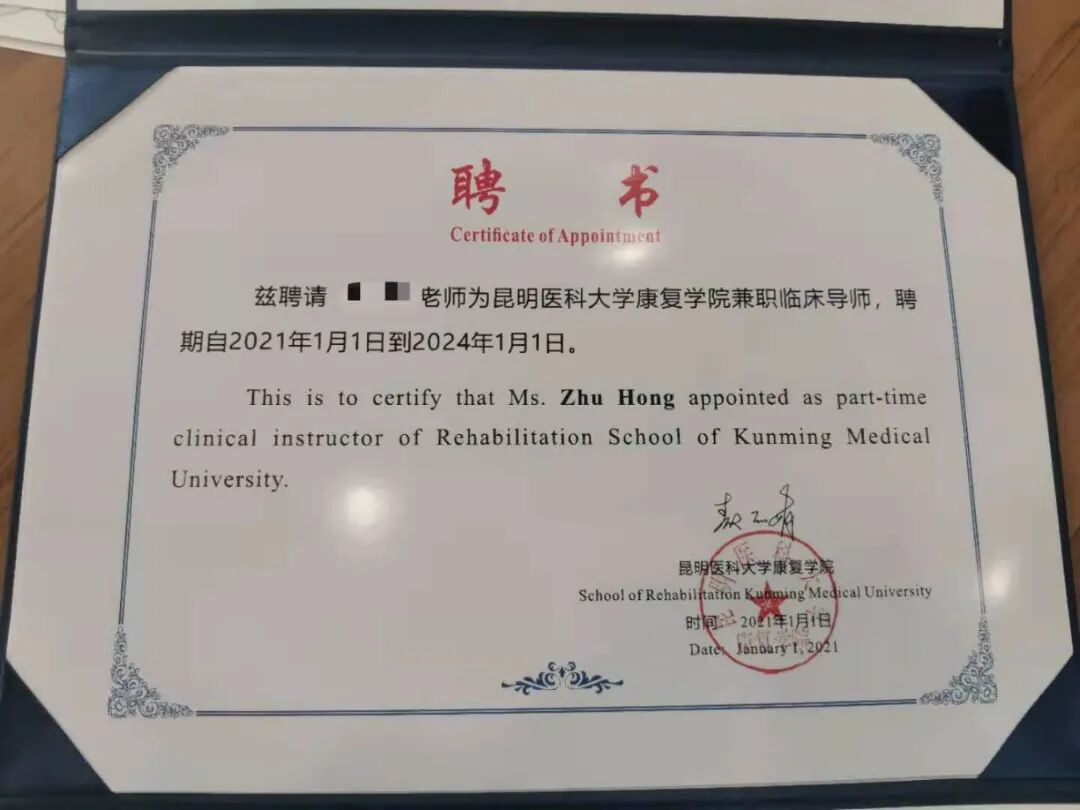 聘 书
Certificate of Appointment
兹聘请 老师为昆明医科大学康复学院兼职临床导师，聘
期自2021年1月1日到2024年1月1日。
This is to certify that Ms. Zhu Hong appointed as part-time
clinical instructor of Rehabilitation School of Kunming Medical
University.
昆明医科大学康复学院
School of Rehabilitation Kunming Medical University
时间：2021年1月1日
Date: January 1, 2021
康复学院